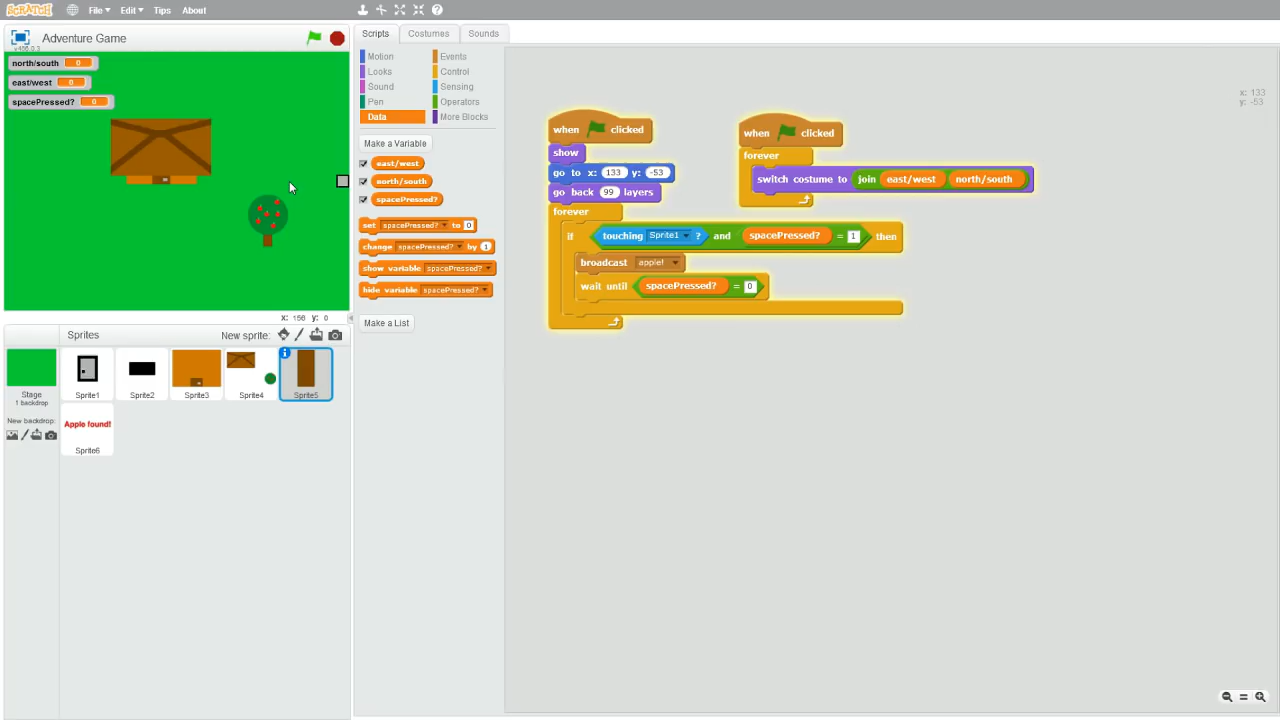 SCRATCH File Edit Tips About
Adventure Game
v456.0.3
north/south 0
east/west 0
spacePressed? 0
x: 156 y: 0
Sprites New sprite:
Stage
1 backdrop
New backdrop:
Sprite1 Sprite2 Sprite3 Sprite4 Sprite5
Apple found!
Sprite6
Scripts Costumes Sounds
Motion Events
Looks Control
Sound Sensing
Pen Operators
Data More Blocks
Make a Variable
east/west
north/south
spacePressed?
set spacePressed? to 0
change spacePressed? by 1
show variable spacePressed?
hide variable spacePressed?
Make a List
x: 133
y: -53
when clicked
show
go to x: 133 y: -53
go back 99 layers
forever
if touching Sprite1 ? and spacePressed? = 1 then
broadcast apple!
wait until spacePressed? = 0
when clicked
forever
switch costume to join east/west north/south